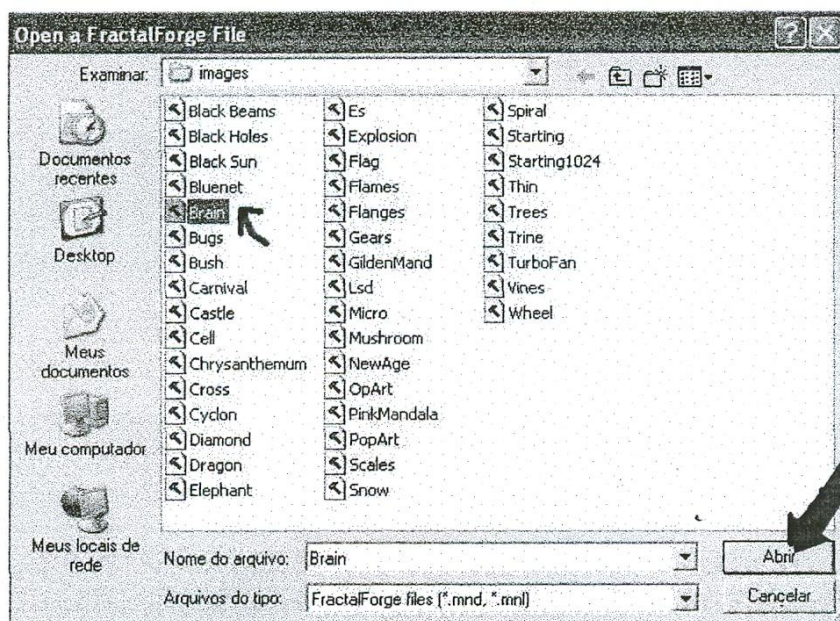 Open a FractalForge File
Examinar:
images
Documentos
recentes
Desktop
Meus
documentos
Meu computador
Meus locais de
rede
Black Beams
Black Holes
Black Sun
Bluenet
Brain
Bugs
Bush
Carnival
Castle
Cell
Chrysanthemum
Cross
Cyclon
Diamond
Dragon
Elephant
Es
Explosion
Flag
Flames
Flanges
Gears
GildenMand
Lsd
Micro
Mushroom
NewAge
OpArt
PinkMandala
PopArt
Scales
Snow
Spiral
Starting
Starting1024
Thin
Trees
Trine
TurboFan
Vines
Wheel
Nome do arquivo:
Brain
Abrir
Arquivos do tipo:
FractalForge files (*.mnd, *.mnl)
Cancelar